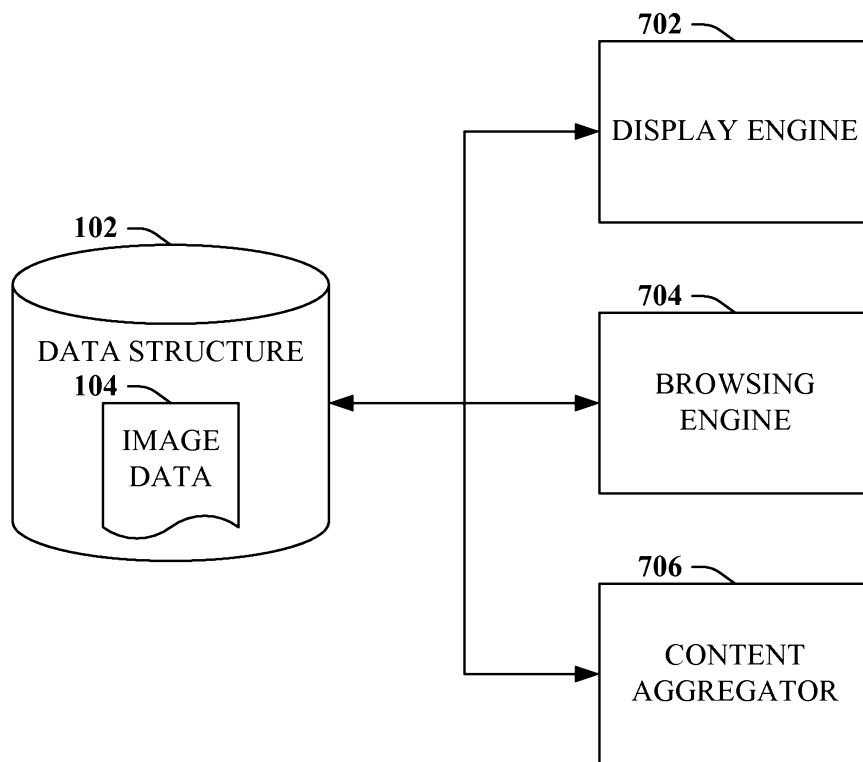 702
DISPLAY ENGINE
102
DATA STRUCTURE
104
IMAGE
DATA
704
BROWSING
ENGINE
706
CONTENT
AGGREGATOR